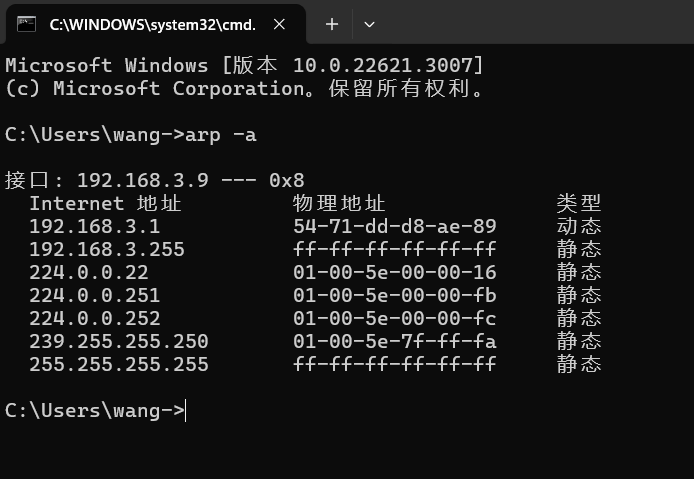 C:\WINDOWS\system32\cmd.
Microsoft Windows [版本 10.0.22621.3007]
(c) Microsoft Corporation。保留所有权利。
C:\Users\wang->arp -a
接口: 192.168.3.9 --- 0x8
Internet 地址 物理地址 类型
192.168.3.1 54-71-dd-d8-ae-89 动态
192.168.3.255 ff-ff-ff-ff-ff-ff 静态
224.0.0.22 01-00-5e-00-00-16 静态
224.0.0.251 01-00-5e-00-00-fb 静态
224.0.0.252 01-00-5e-00-00-fc 静态
239.255.255.250 01-00-5e-7f-ff-fa 静态
255.255.255.255 ff-ff-ff-ff-ff-ff 静态
C:\Users\wang->